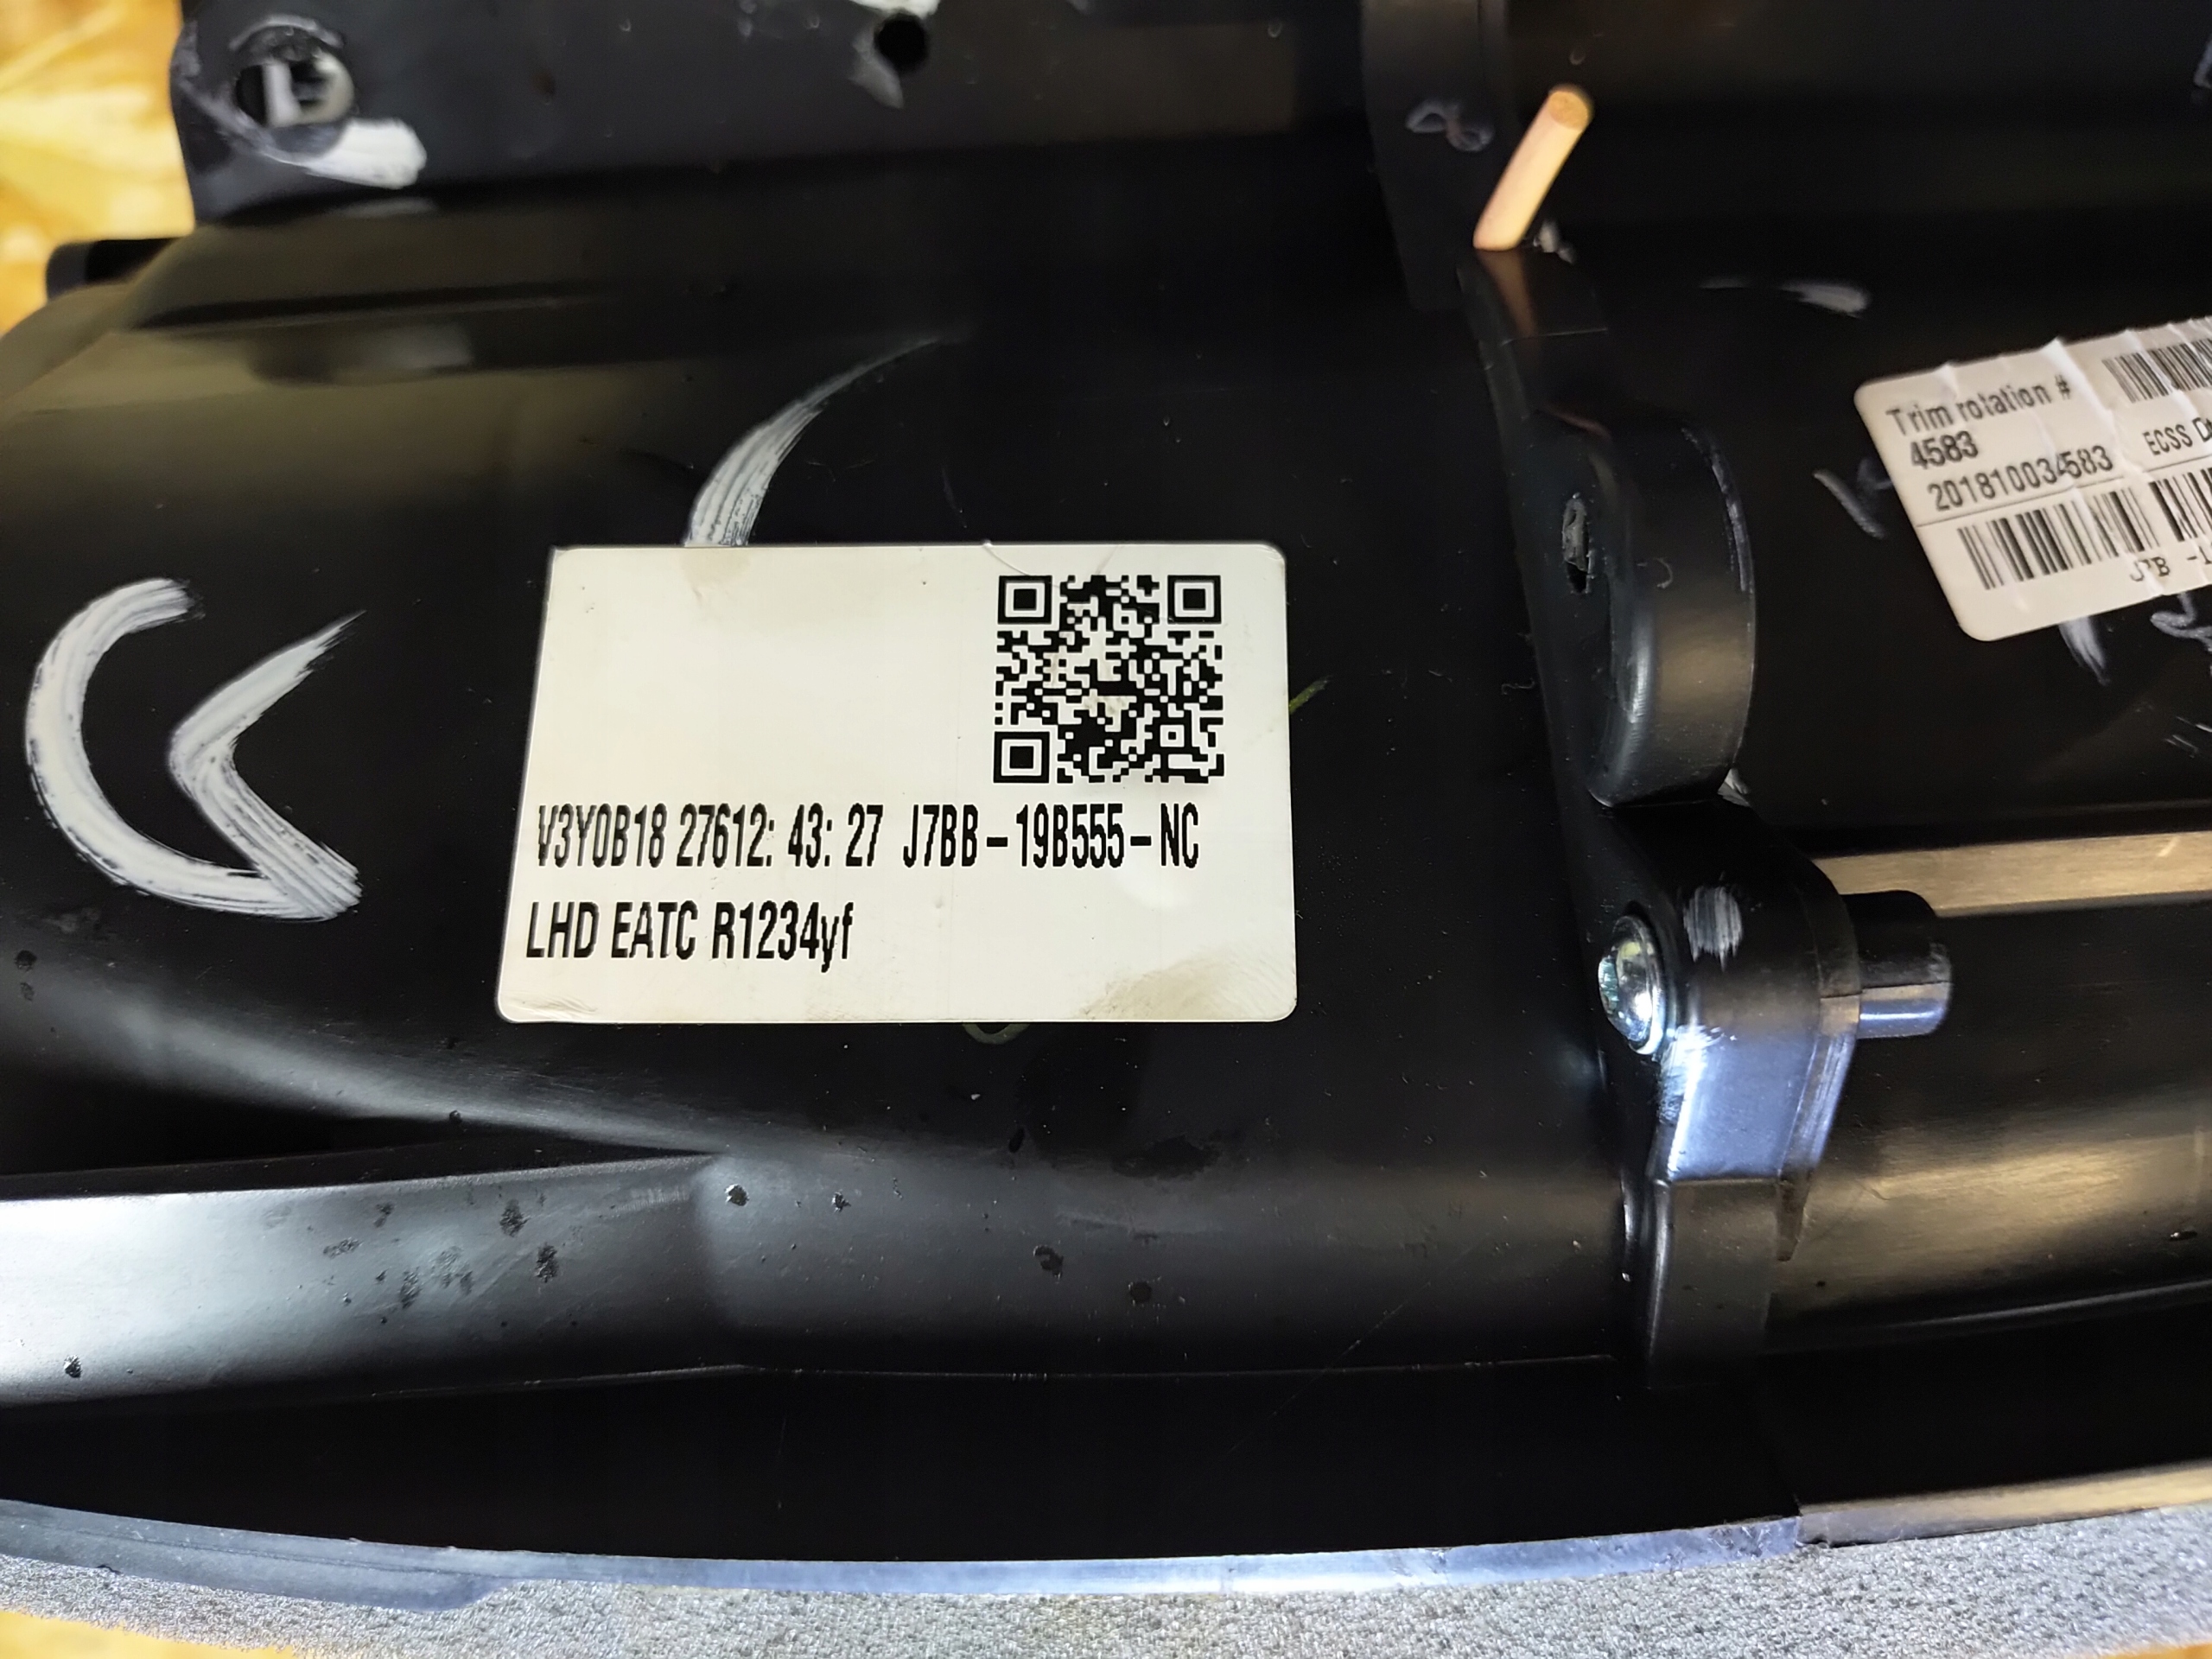 V3Y0B18 27612: 43: 27 J7BB-19B555-NC
LHD EATC R1234yf
Trim rotation #
4583
201810034583
ECSS